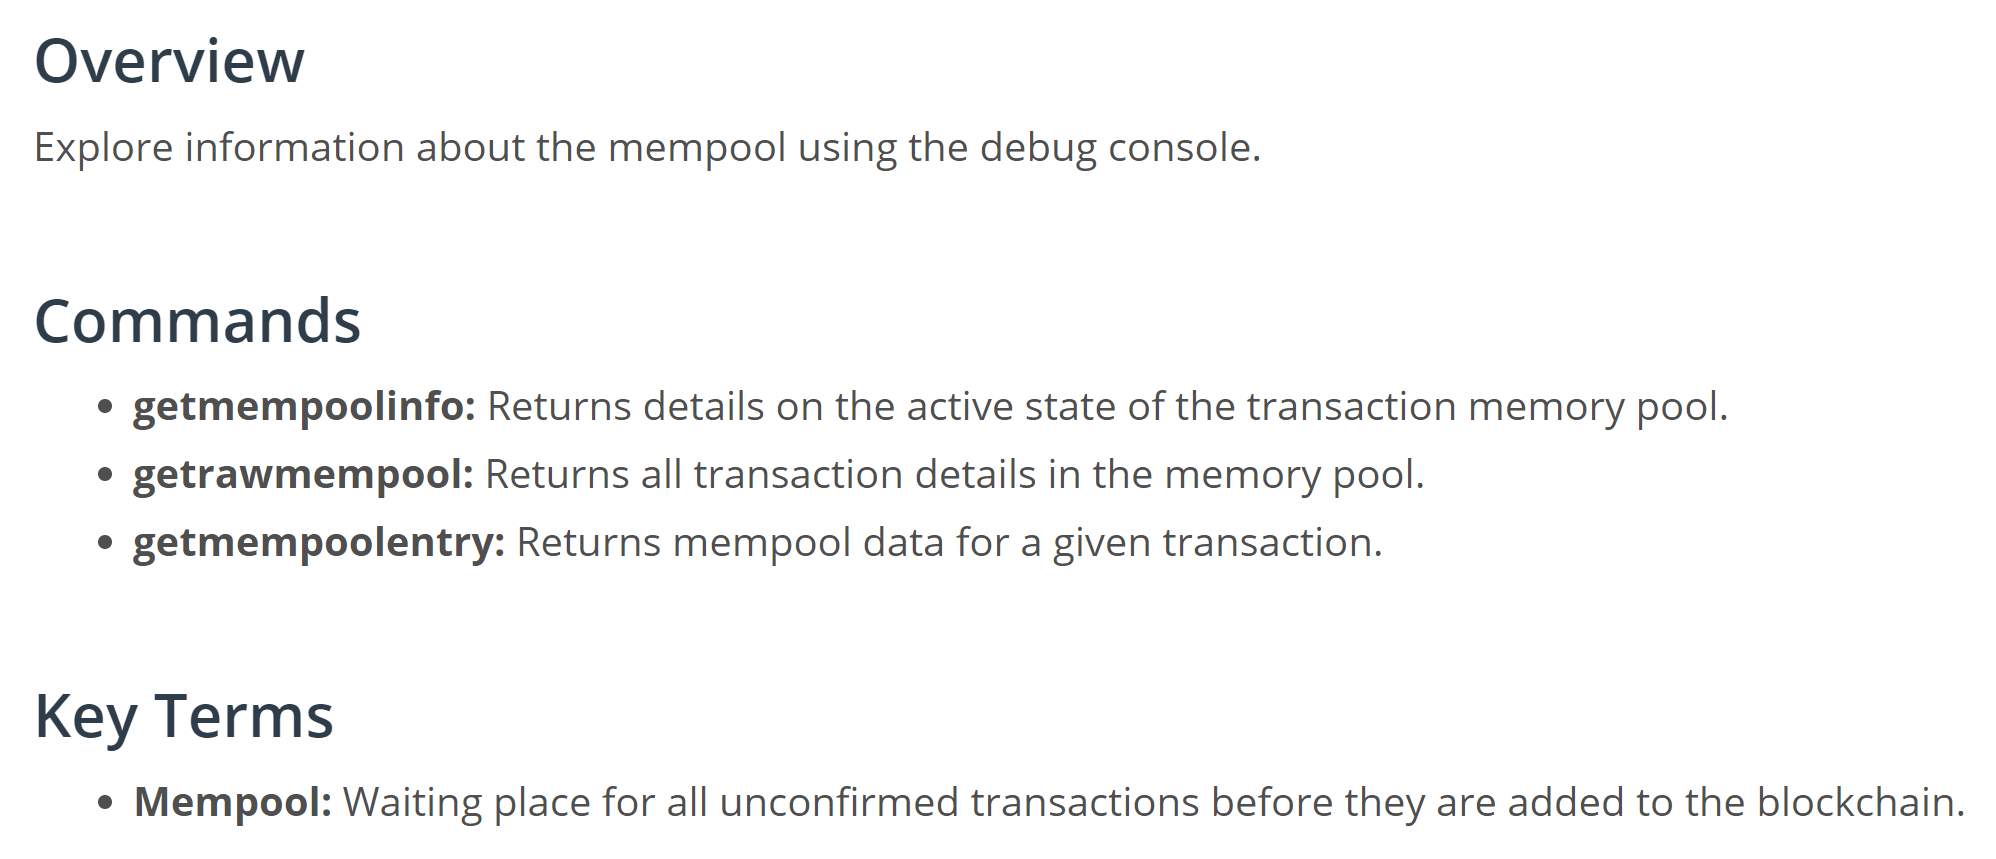 Overview
Explore information about the mempool using the debug console.
Commands
• getmempoolinfo: Returns details on the active state of the transaction memory pool.
• getrawmempool: Returns all transaction details in the memory pool.
• getmempoolentry: Returns mempool data for a given transaction.
Key Terms
• Mempool: Waiting place for all unconfirmed transactions before they are added to the blockchain.